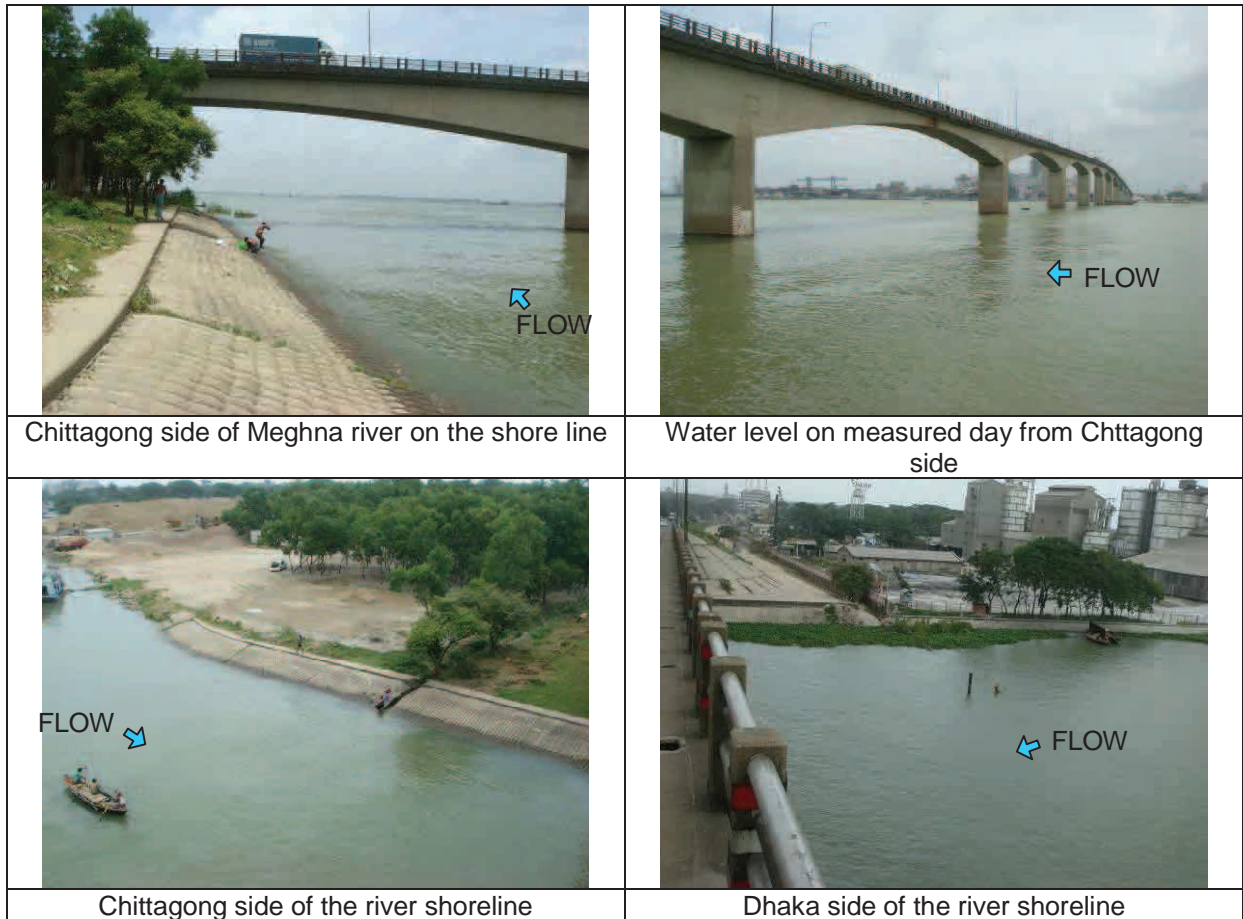 FLOW
FLOW
Chittagong side of Meghna river on the shore line
Water level on measured day from Chttagong
side
FLOW
FLOW
Chittagong side of the river shoreline
Dhaka side of the river shoreline